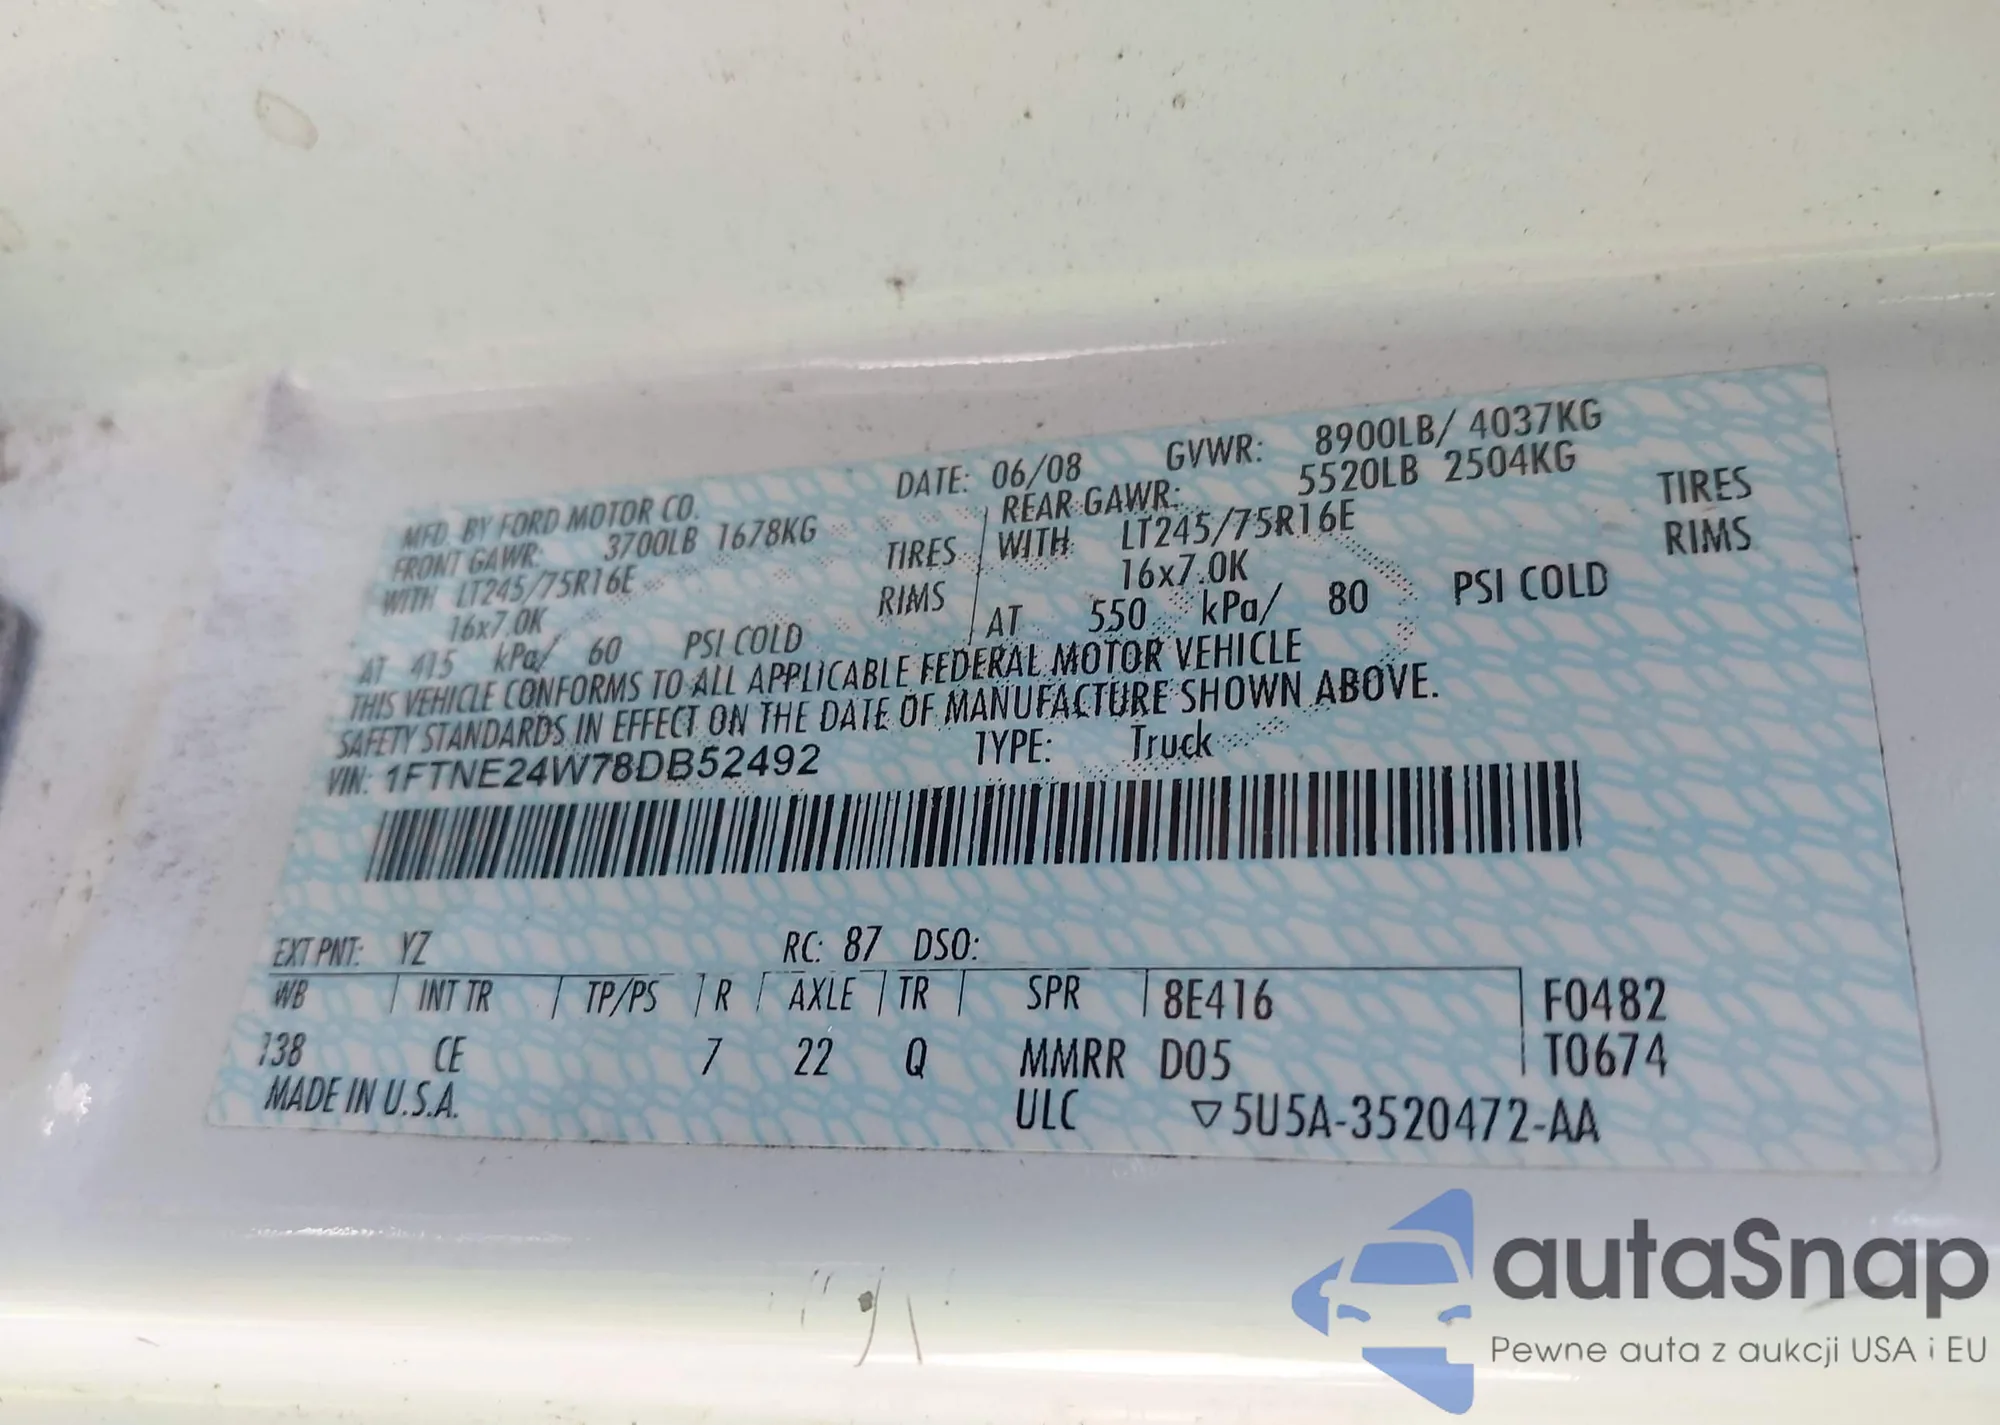 MFD. BY FORD MOTOR CO. DATE: 06/08 GVWR: 8900LB/ 4037KG
FRONT GAWR: 3700LB 1678KG REAR GAWR: 5520LB 2504KG
WITH LT245/75R16E TIRES WITH LT245/75R16E TIRES
16x7.0K RIMS 16x7.0K RIMS
AT 415 kPa/ 60 PSI COLD AT 550 kPa/ 80 PSI COLD
THIS VEHICLE CONFORMS TO ALL APPLICABLE FEDERAL MOTOR VEHICLE
SAFETY STANDARDS IN EFFECT ON THE DATE OF MANUFACTURE SHOWN ABOVE.
VIN: 1FTNE24W78DB52492 TYPE: Truck
EXT PNT: YZ RC: 87 DSO:
WB INT TR TP/PS R AXLE TR SPR 8E416 F0482
138 CE 7 22 Q MMRR D05 T0674
MADE IN U.S.A. ULC ▽5U5A-3520472-AA
autaSnap
Pewne auta z aukcji USA i EU